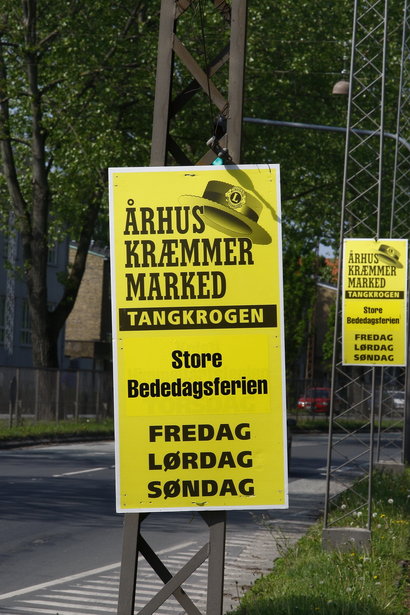 ÅRHUS
KRÆMMER
MARKED
TANGKROGEN
Store
Bededagsferien
FREDAG
LØRDAG
SØNDAG
L
ÅRHUS
KRÆMMER
MARKED
TANGKROGEN
Store
Bededagsferien
FREDAG
LØRDAG
SØNDAG